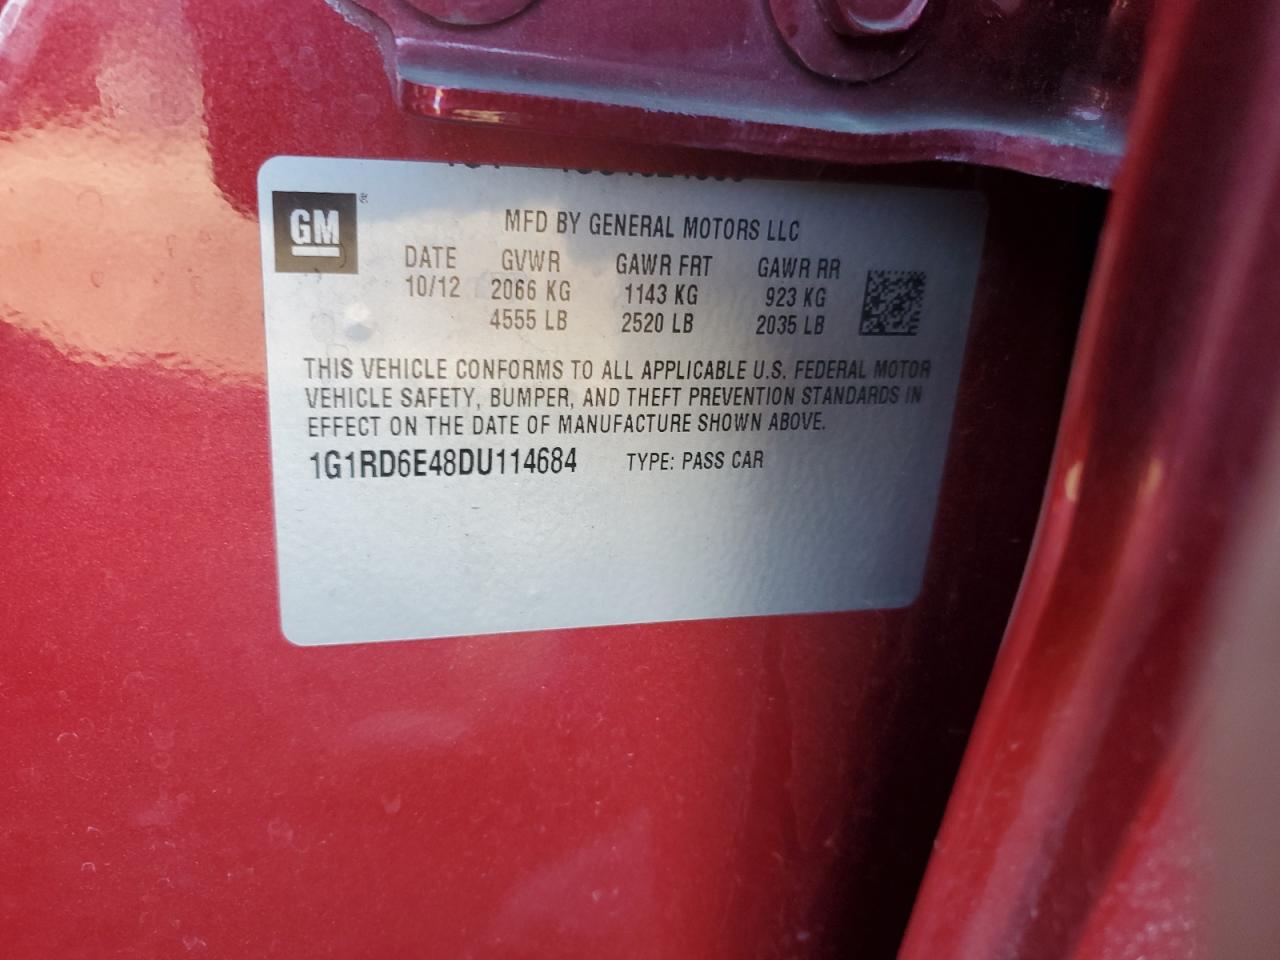 GM ®
MFD BY GENERAL MOTORS LLC
DATE GVWR GAWR FRT GAWR RR
10/12 2066 KG 1143 KG 923 KG
4555 LB 2520 LB 2035 LB
THIS VEHICLE CONFORMS TO ALL APPLICABLE U.S. FEDERAL MOTOR
VEHICLE SAFETY, BUMPER, AND THEFT PREVENTION STANDARDS IN
EFFECT ON THE DATE OF MANUFACTURE SHOWN ABOVE.
1G1RD6E48DU114684 TYPE: PASS CAR